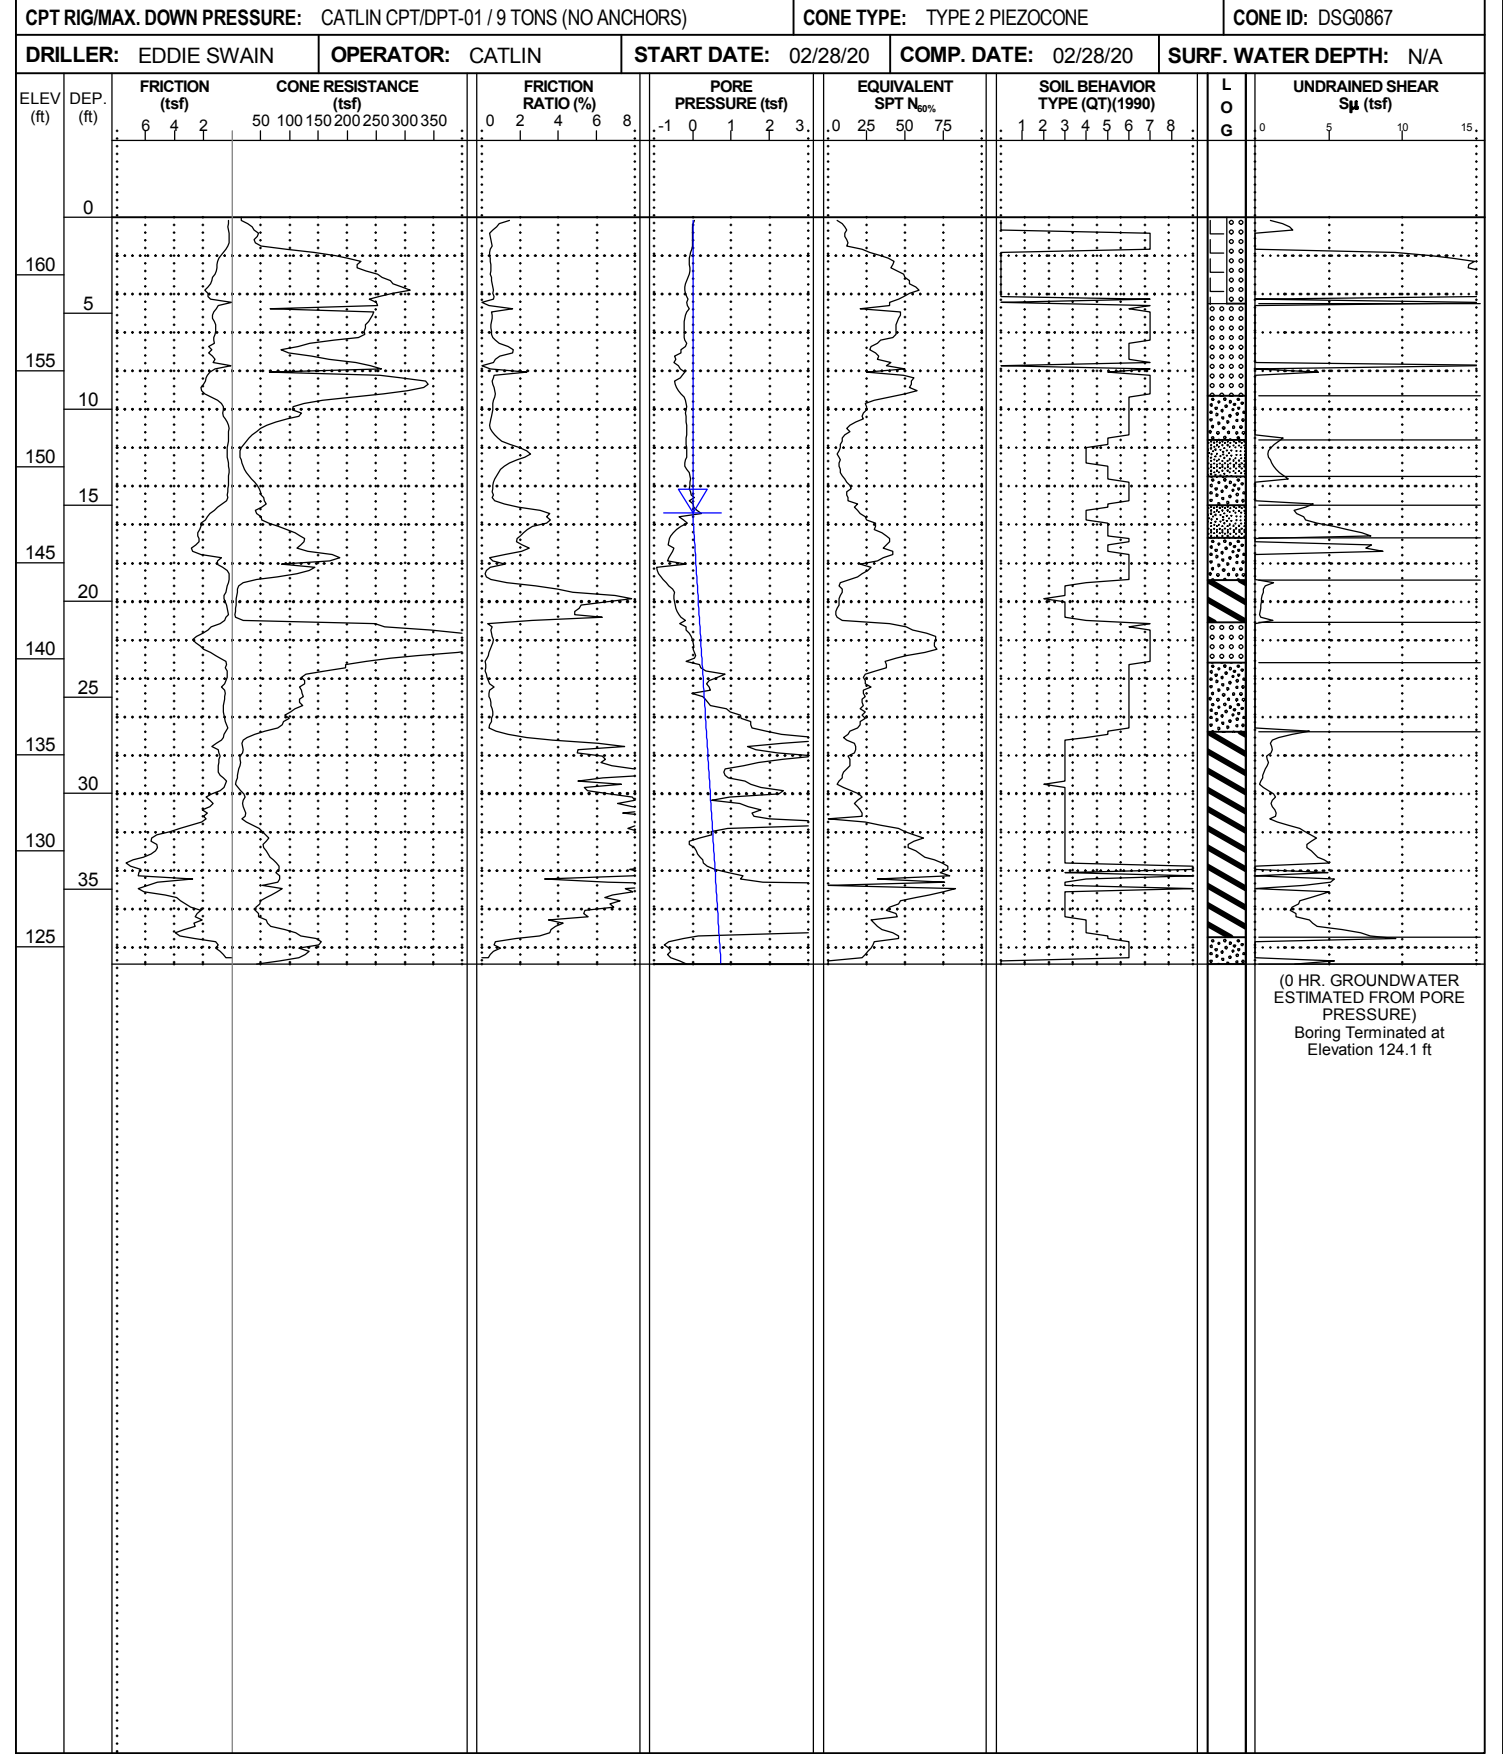 CPT RIG/MAX. DOWN PRESSURE: CATLIN CPT/DPT-01 / 9 TONS (NO ANCHORS) CONE TYPE: TYPE 2 PIEZOCONE CONE ID: DSG0867
DRILLER: EDDIE SWAIN OPERATOR: CATLIN START DATE: 02/28/20 COMP. DATE: 02/28/20 SURF. WATER DEPTH: N/A
ELEV (ft)
DEP. (ft)
FRICTION (tsf)
6 4 2
CONE RESISTANCE (tsf)
50 100 150 200 250 300 350
FRICTION RATIO (%)
0 2 4 6 8
PORE PRESSURE (tsf)
-1 0 1 2 3
EQUIVALENT SPT N60%
0 25 50 75
SOIL BEHAVIOR TYPE (QT)(1990)
1 2 3 4 5 6 7 8
L
O
G
UNDRAINED SHEAR
Sµ (tsf)
0 5 10 15
0
160
5
155
10
150
15
145
20
140
25
135
30
130
35
125
(0 HR. GROUNDWATER
ESTIMATED FROM PORE
PRESSURE)
Boring Terminated at
Elevation 124.1 ft